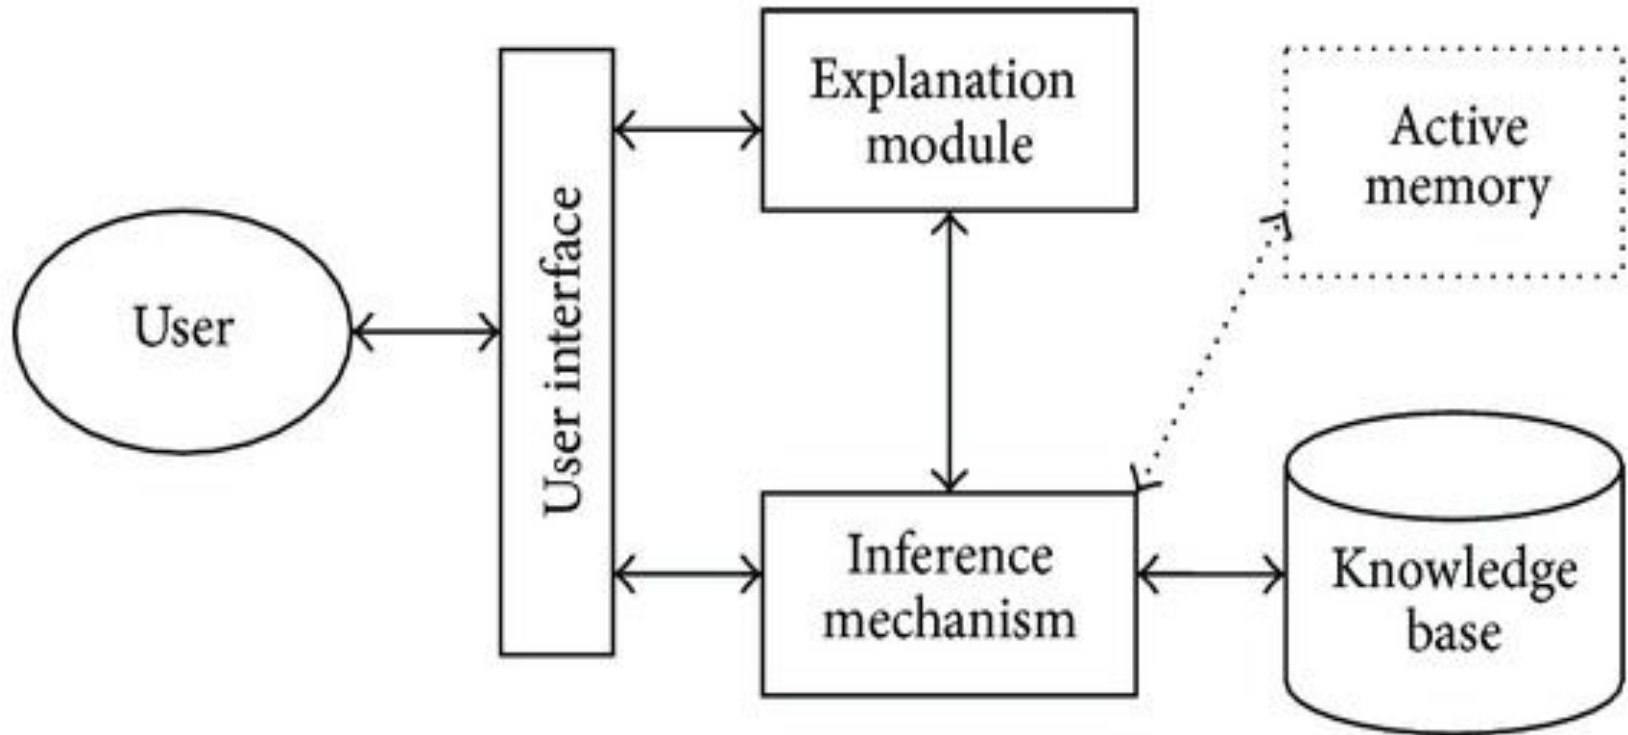 User
User interface
Explanation
module
Inference
mechanism
Active
memory
Knowledge
base